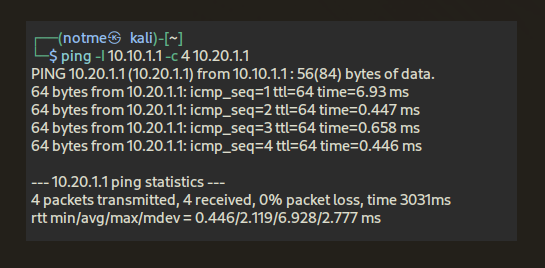 ┌──(notme㉿ kali)-[~]
└─$ ping -I 10.10.1.1 -c 4 10.20.1.1
PING 10.20.1.1 (10.20.1.1) from 10.10.1.1 : 56(84) bytes of data.
64 bytes from 10.20.1.1: icmp_seq=1 ttl=64 time=6.93 ms
64 bytes from 10.20.1.1: icmp_seq=2 ttl=64 time=0.447 ms
64 bytes from 10.20.1.1: icmp_seq=3 ttl=64 time=0.658 ms
64 bytes from 10.20.1.1: icmp_seq=4 ttl=64 time=0.446 ms
--- 10.20.1.1 ping statistics ---
4 packets transmitted, 4 received, 0% packet loss, time 3031ms
rtt min/avg/max/mdev = 0.446/2.119/6.928/2.777 ms